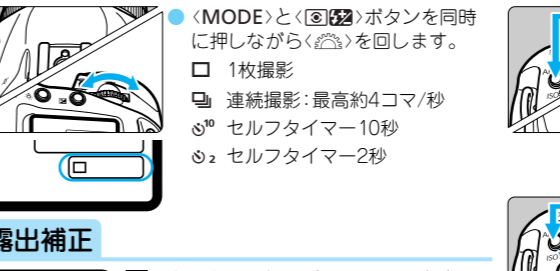 ● 〈MODE〉と〈〉ボタンを同時
に押しながら〈〉を回します。
□ 1枚撮影
連続撮影:最高約4コマ/秒
10 セルフタイマー10秒
2 セルフタイマー2秒
露出補正